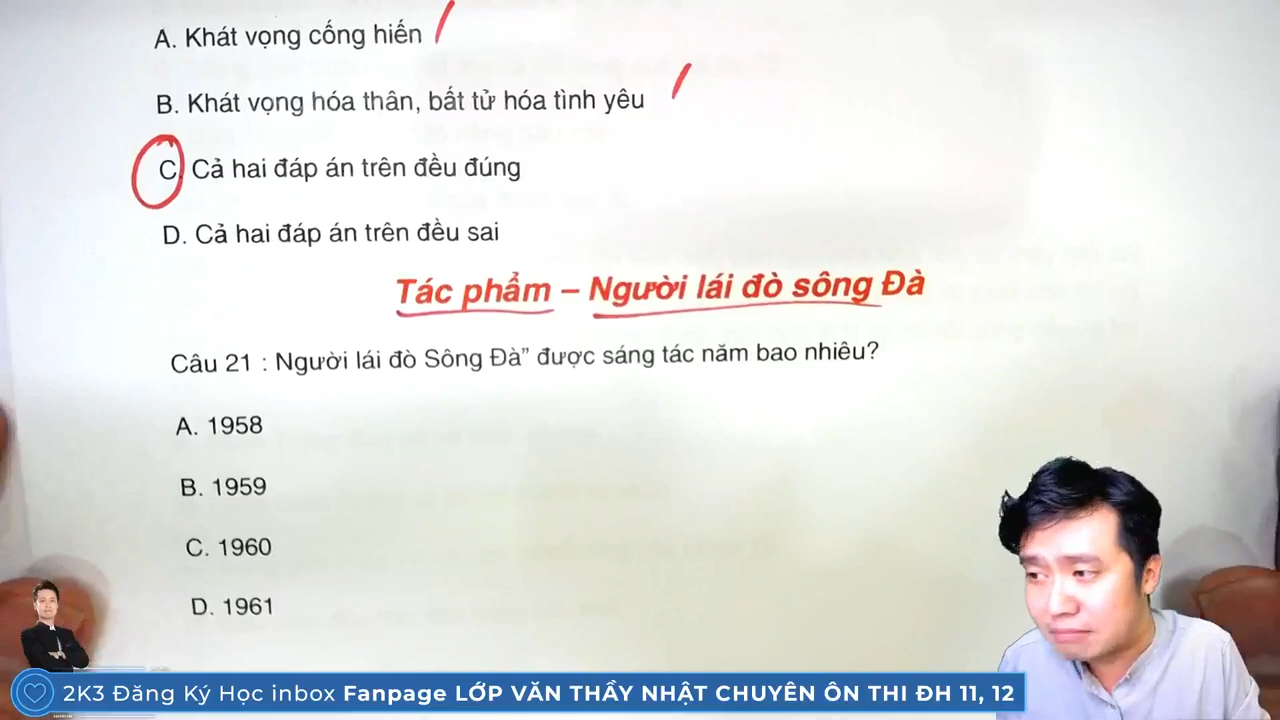 A. Khát vọng cống hiến
B. Khát vọng hóa thân, bất tử hóa tình yêu
C. Cả hai đáp án trên đều đúng
D. Cả hai đáp án trên đều sai
Tác phẩm – Người lái đò sông Đà
Câu 21 : Người lái đò Sông Đà” được sáng tác năm bao nhiêu?
A. 1958
B. 1959
C. 1960
D. 1961
2K3 Đăng Ký Học inbox Fanpage LỚP VĂN THẦY NHẬT CHUYÊN ÔN THI ĐH 11, 12